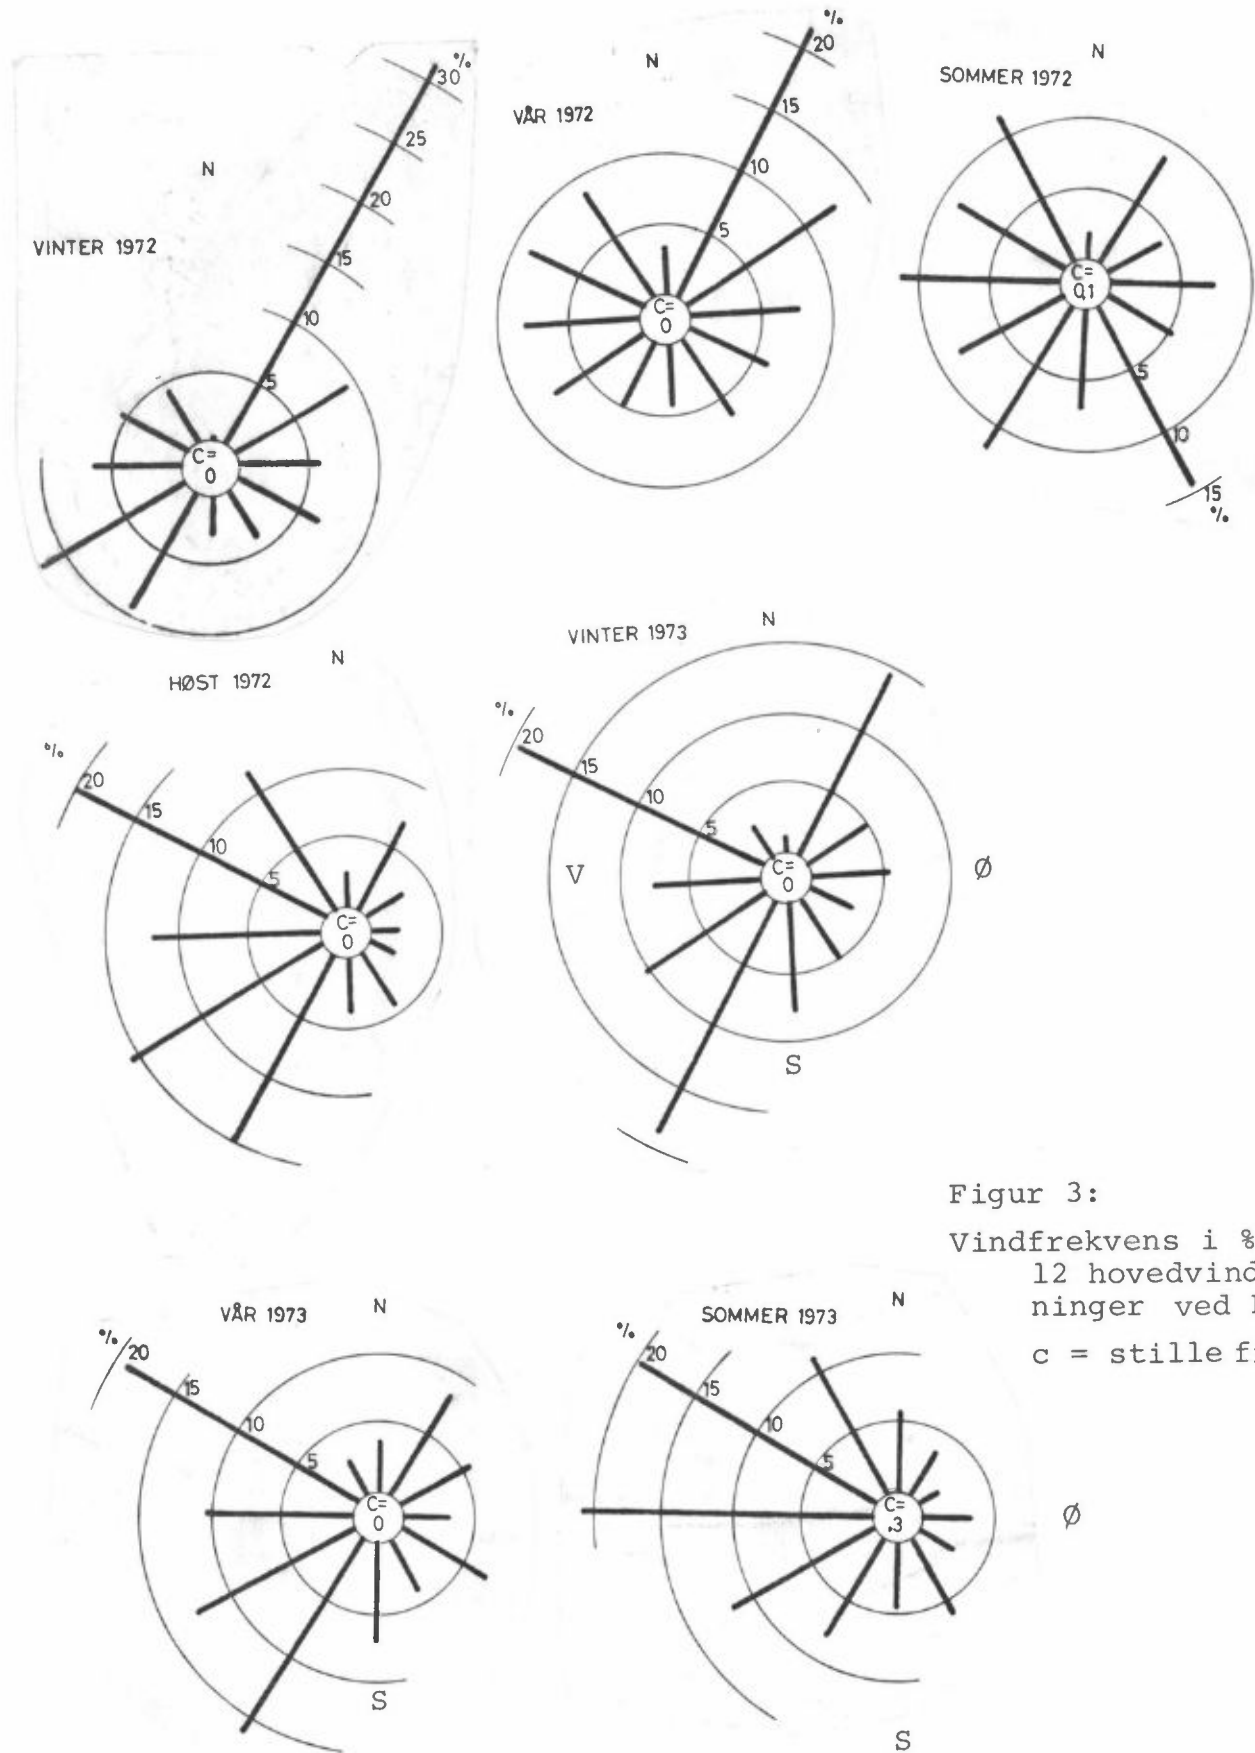 VINTER 1972
N
%
30
25
20
15
10
5
C=
0
VÅR 1972
N
%
20
15
10
5
C=
0
SOMMER 1972
N
C=
0,1
5
10
15
%
HØST 1972
N
%
20
15
10
5
C=
0
VINTER 1973
N
%
20
15
10
5
C=
0
V
Ø
S
Figur 3:
Vindfrekvens i %
12 hovedvind
ninger ved
c = stille
VÅR 1973
N
%
20
15
10
5
C=
0
S
SOMMER 1973
N
%
20
15
10
5
C=
.3
Ø
S